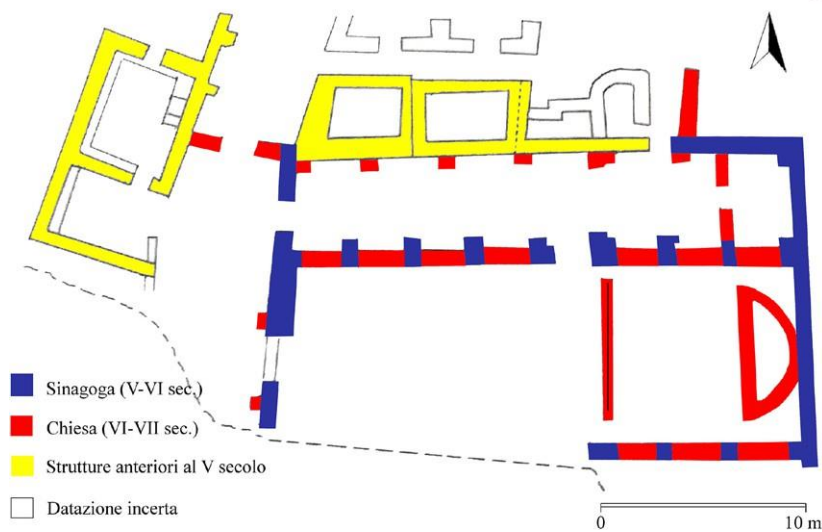 Sinagoga (V-VI sec.)
Chiesa (VI-VII sec.)
Strutture anteriori al V secolo
Datazione incerta
0 10 m